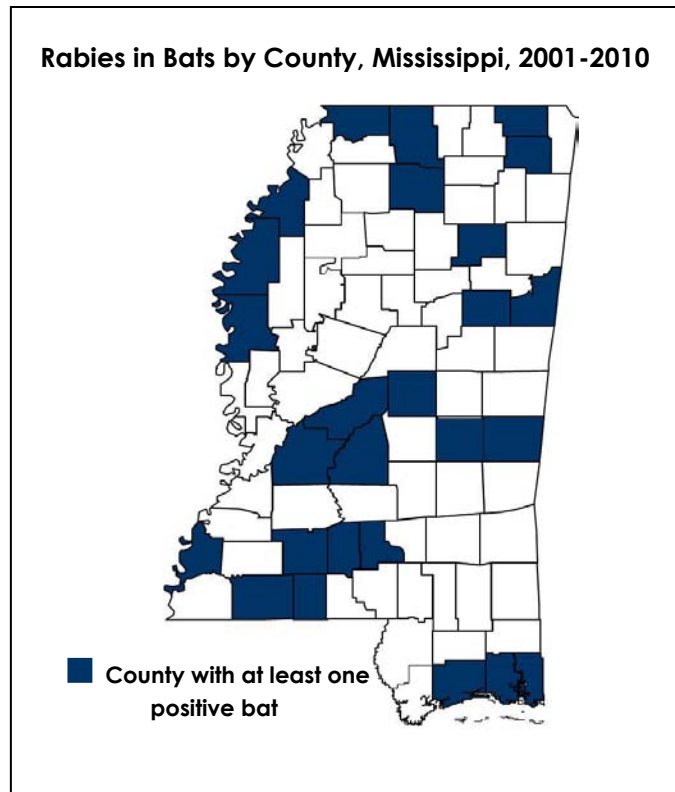 Rabies in Bats by County, Mississippi, 2001-2010
County with at least one
positive bat